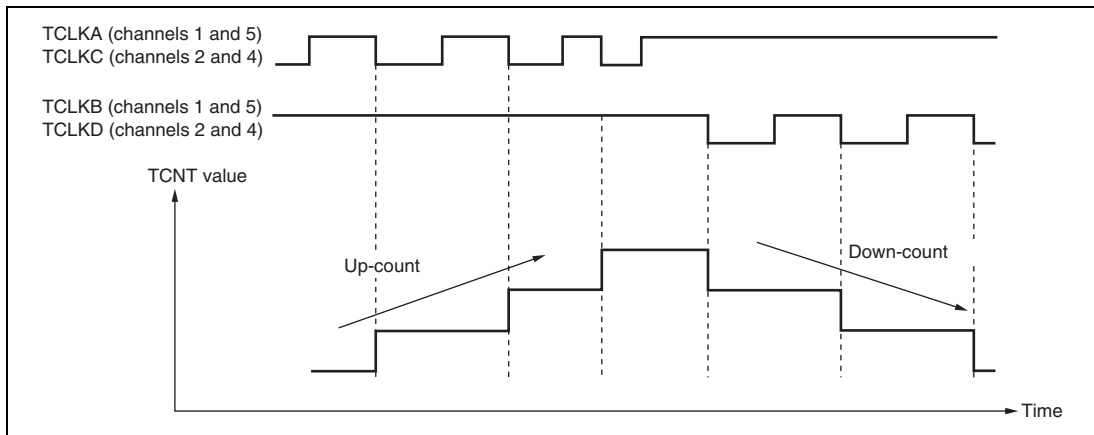 TCLKA (channels 1 and 5)
TCLKC (channels 2 and 4)
TCLKB (channels 1 and 5)
TCLKD (channels 2 and 4)
TCNT value
Up-count
Down-count
Time